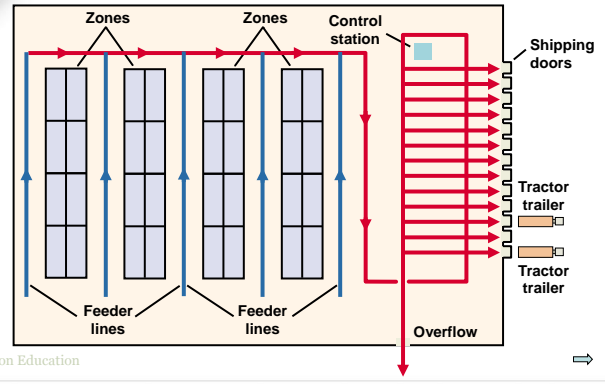 Zones
Zones
Control
station
Shipping
doors
Tractor
trailer
Tractor
trailer
Feeder
lines
Feeder
lines
Overflow
on Education